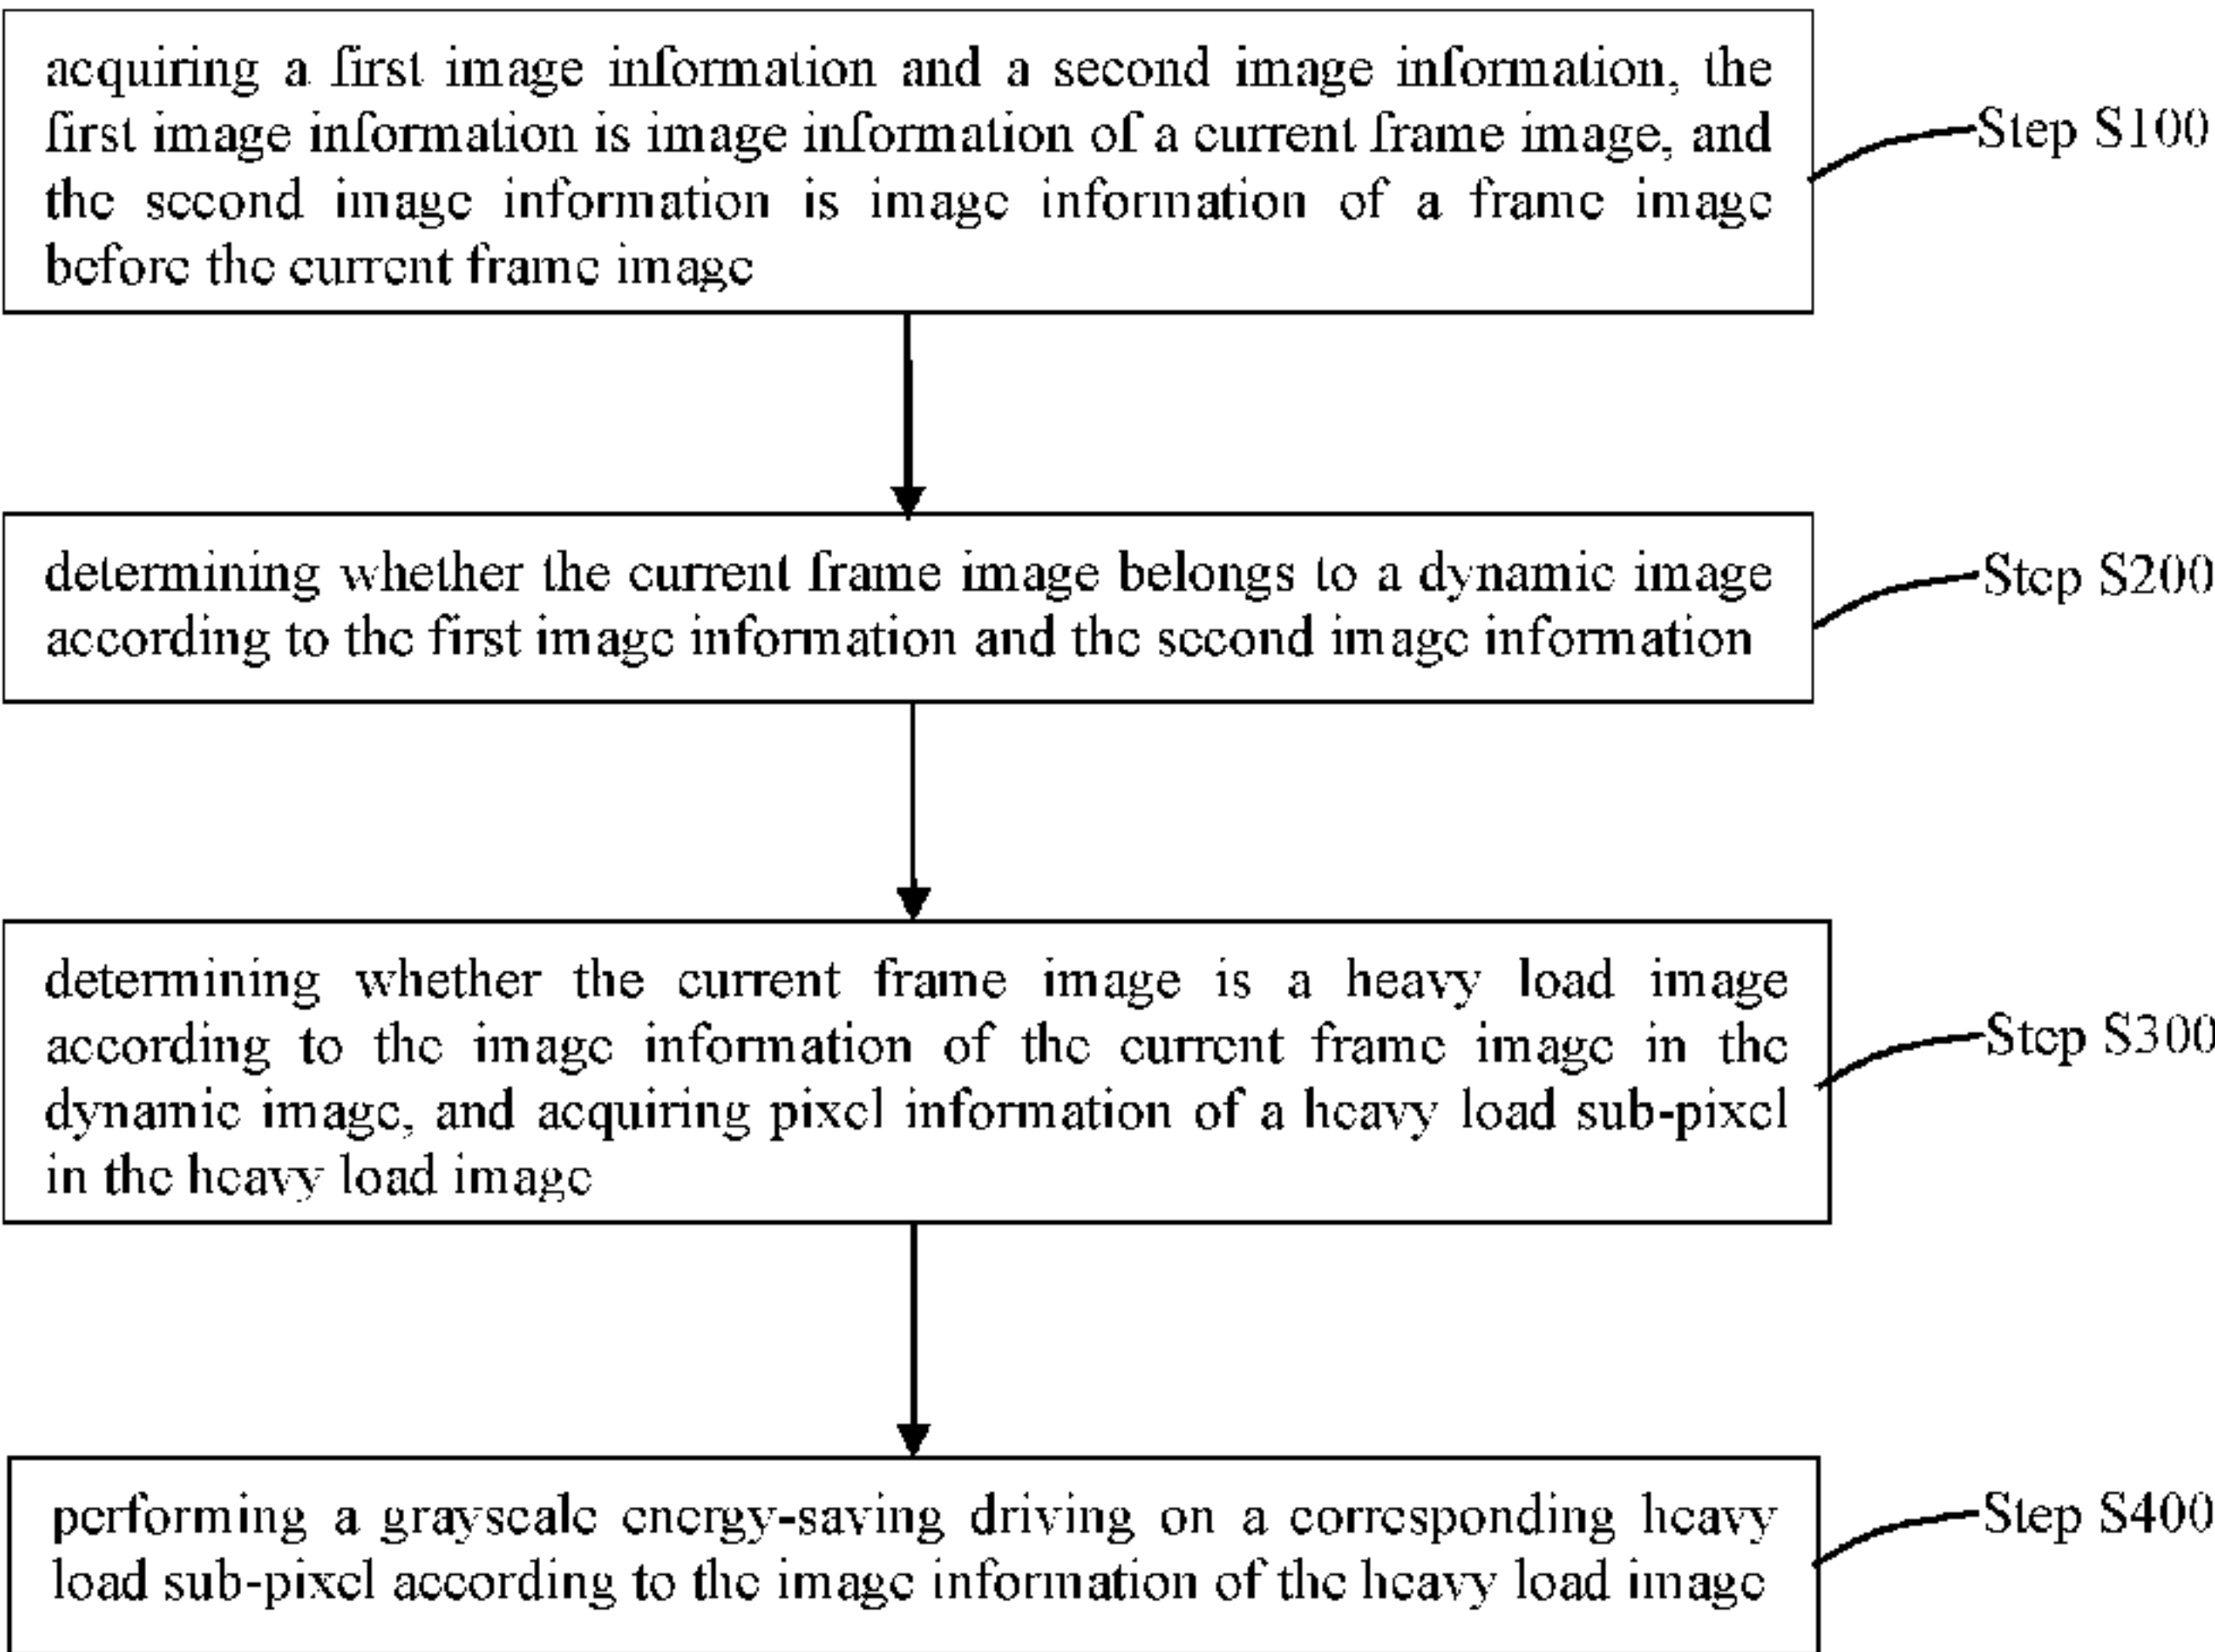 acquiring a first image information and a second image information, the
first image information is image information of a current frame image, and
the second image information is image information of a frame image
before the current frame image
Step S100
determining whether the current frame image belongs to a dynamic image
according to the first image information and the second image information
Step S200
determining whether the current frame image is a heavy load image
according to the image information of the current frame image in the
dynamic image, and acquiring pixel information of a heavy load sub-pixel
in the heavy load image
Step S300
performing a grayscale energy-saving driving on a corresponding heavy
load sub-pixel according to the image information of the heavy load image
Step S400